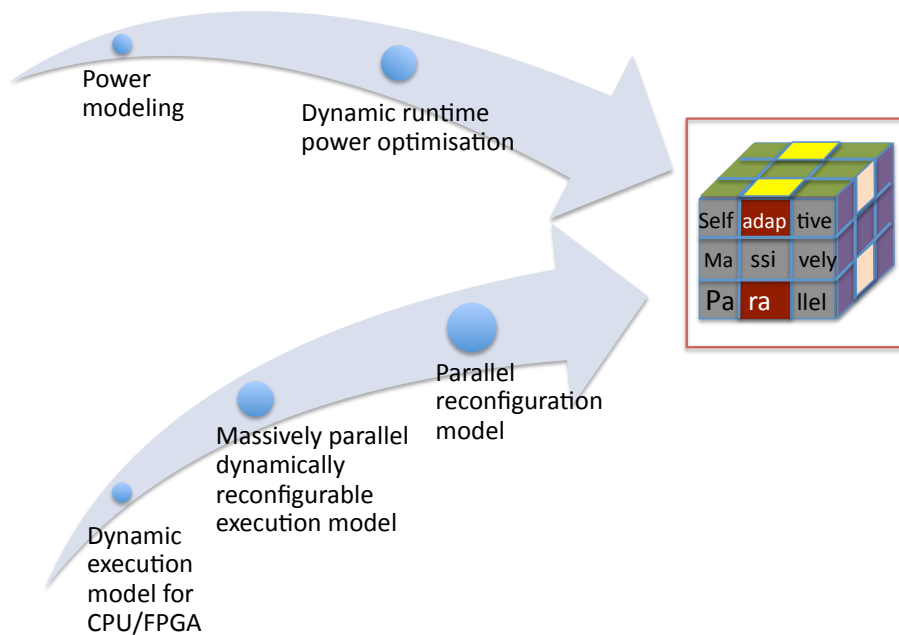 Power
modeling
Dynamic runtime
power optimisation
Self adap tive
Ma ssi vely
Pa ra llel
Parallel
reconfiguration
model
Massively parallel
dynamically
reconfigurable
execution model
Dynamic
execution
model for
CPU/FPGA